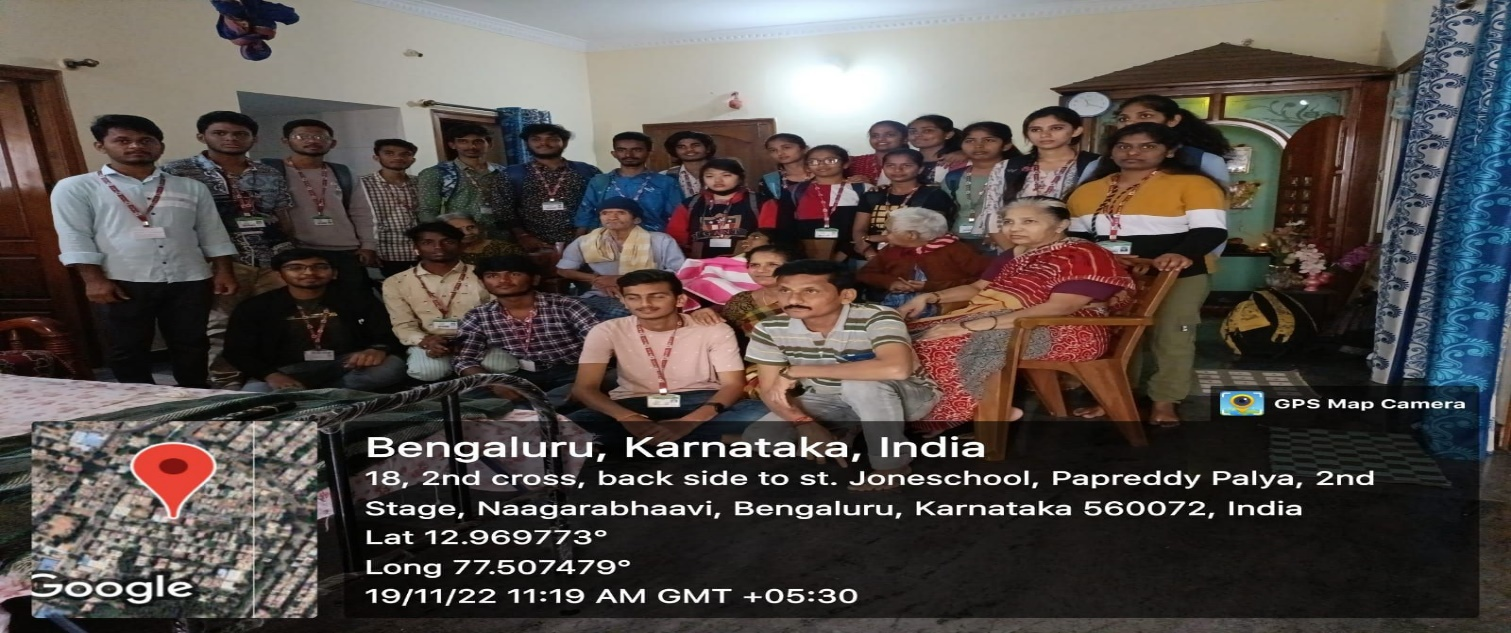 GPS Map Camera
Bengaluru, Karnataka, India
18, 2nd cross, back side to st. Joneschool, Papreddy Palya, 2nd
Stage, Naagarabhaavi, Bengaluru, Karnataka 560072, India
Lat 12.969773°
Long 77.507479°
19/11/22 11:19 AM GMT +05:30
Google